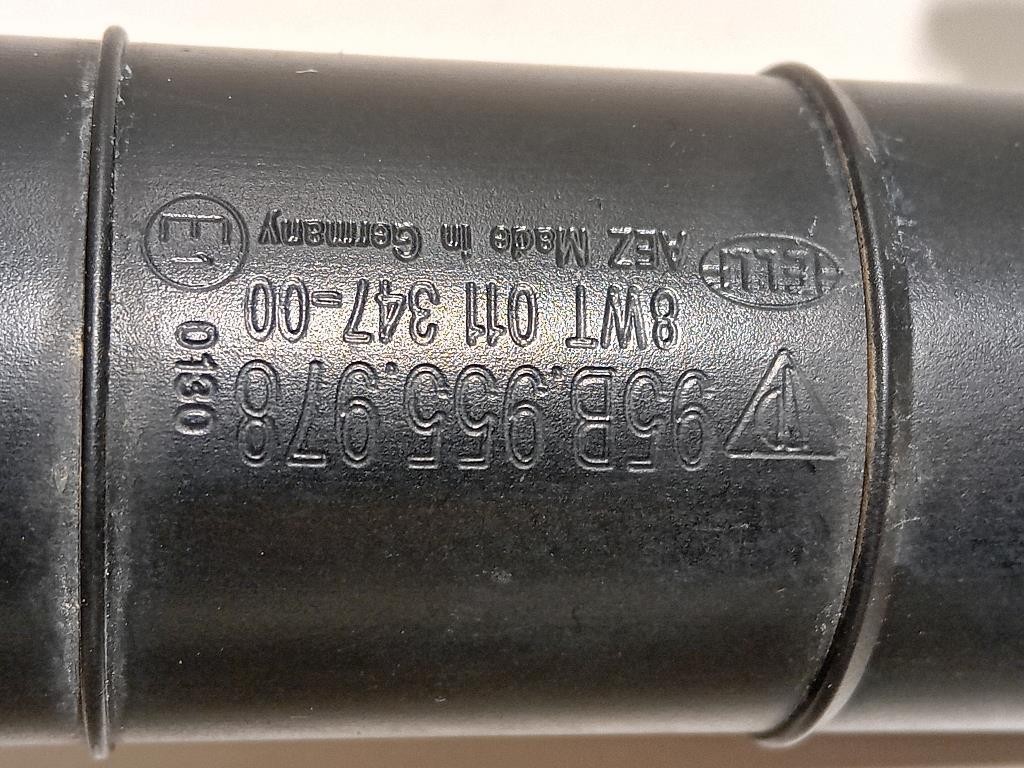 95B.955.978
8WT 011 347-00
HELLA AEZ Made in Germany
E1
0130